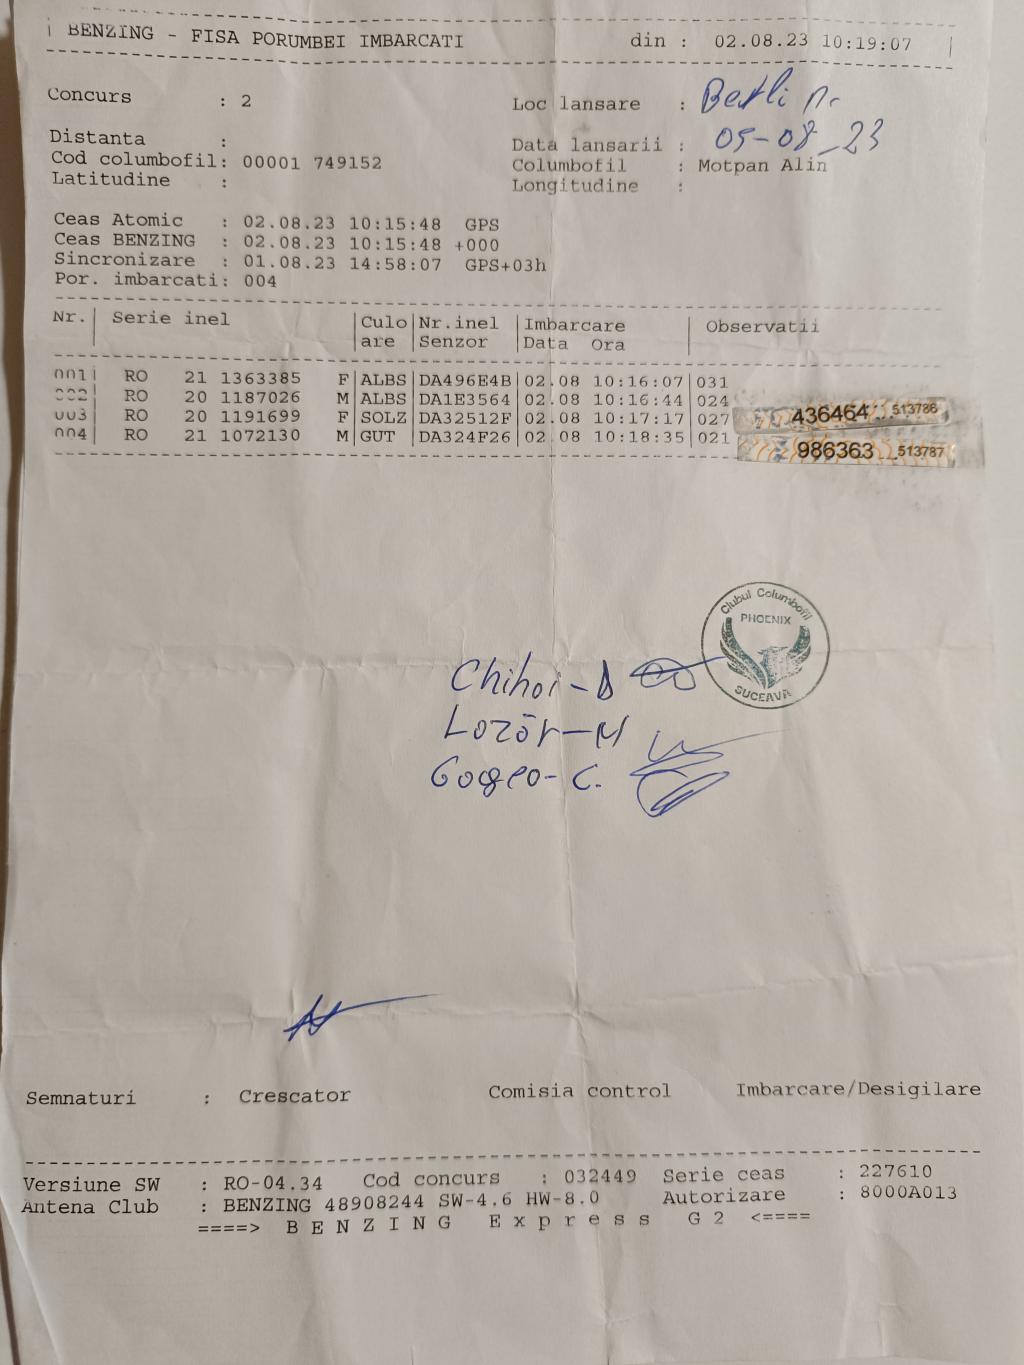 BENZING - FISA PORUMBEI IMBARCATI din : 02.08.23 10:19:07
Concurs : 2 Loc lansare :
Distanta : Data lansarii : 05-08-23
Cod columbofil: 00001 749152 Columbofil : Motpan Alin
Latitudine : Longitudine :
Ceas Atomic : 02.08.23 10:15:48 GPS
Ceas BENZING : 02.08.23 10:15:48 +000
Sincronizare : 01.08.23 14:58:07 GPS+03h
Por. imbarcati: 004
Nr. | Serie inel | Culo | Nr.inel | Imbarcare | Observatii
are | Senzor | Data Ora
001 | RO 21 1363385 F | ALBS | DA496E4B | 02.08 10:16:07 | 031
002 | RO 20 1187026 M | ALBS | DA1E3564 | 02.08 10:16:44 | 024
003 | RO 20 1191699 F | SOLZ | DA32512F | 02.08 10:17:17 | 027 436464 513786
004 | RO 21 1072130 M | GUT | DA324F26 | 02.08 10:18:35 | 021 986363 513787
Clubul Columbofil
PHOENIX
SUCEAVA
Chihoi-D
Lozör-M
Semnaturi : Crescator Comisia control Imbarcare/Desigilare
Versiune SW : RO-04.34 Cod concurs : 032449 Serie ceas : 227610
Antena Club : BENZING 48908244 SW-4.6 HW-8.0 Autorizare : 8000A013
====> B E N Z I N G E x p r e s s G 2 <====